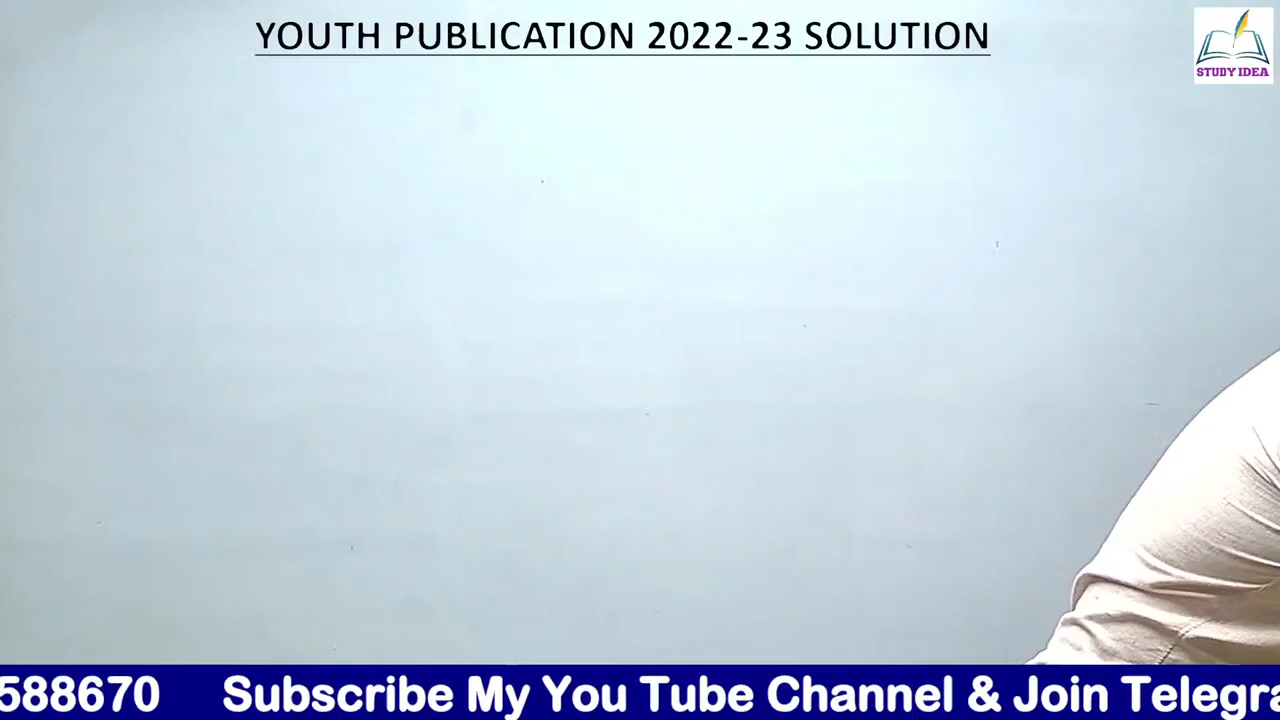 YOUTH PUBLICATION 2022-23 SOLUTION
STUDY IDEA
588670 Subscribe My You Tube Channel & Join Telegra